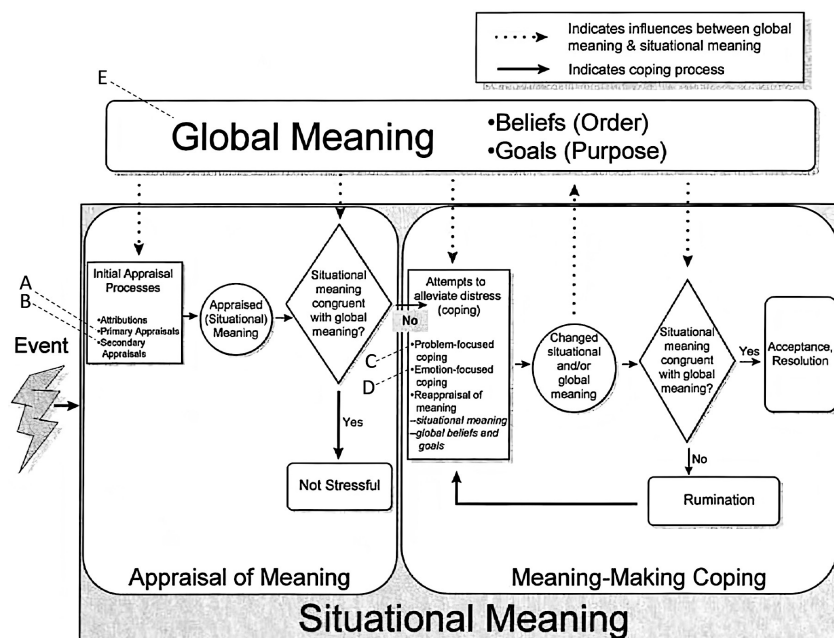 Indicates influences between global
meaning & situational meaning
Indicates coping process
E
Global Meaning
•Beliefs (Order)
•Goals (Purpose)
A
B
Event
Initial Appraisal
Processes
•Attributions
•Primary Appraisals
•Secondary
Appraisals
Appraised
(Situational)
Meaning
Situational
meaning
congruent
with global
meaning?
No
Yes
Not Stressful
Appraisal of Meaning
C
D
Attempts to
alleviate distress
(coping)
•Problem-focused
coping
•Emotion-focused
coping
•Reappraisal of
meaning
–situational meaning
–global beliefs and
goals
Changed
situational
and/or
global
meaning
Situational
meaning
congruent
with global
meaning?
Yes
Acceptance,
Resolution
No
Rumination
Meaning-Making Coping
Situational Meaning